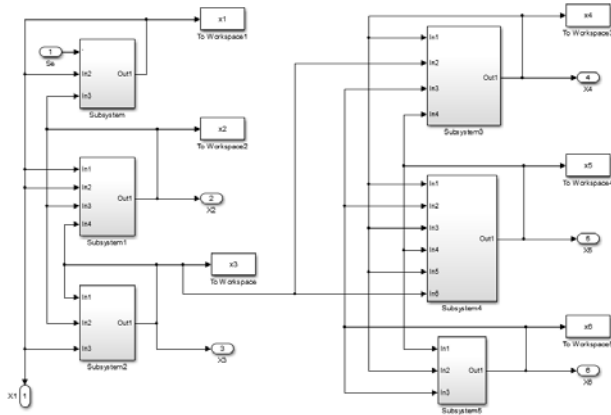 x1
To Workspace1
1
Se
In2
In3
Out1
Subsystem
x2
To Workspace2
In1
In2
In3
In4
Out1
Subsystem1
2
X2
x3
To Workspace
In1
In2
In3
Out1
Subsystem2
3
X3
X1
1
x4
To Workspace3
In1
In2
In3
In4
Out1
Subsystem3
4
X4
x5
To Workspace4
In1
In2
In3
In4
In5
In6
Out1
Subsystem4
5
X5
x6
To Workspace5
In1
In2
In3
Out1
Subsystem5
6
X6